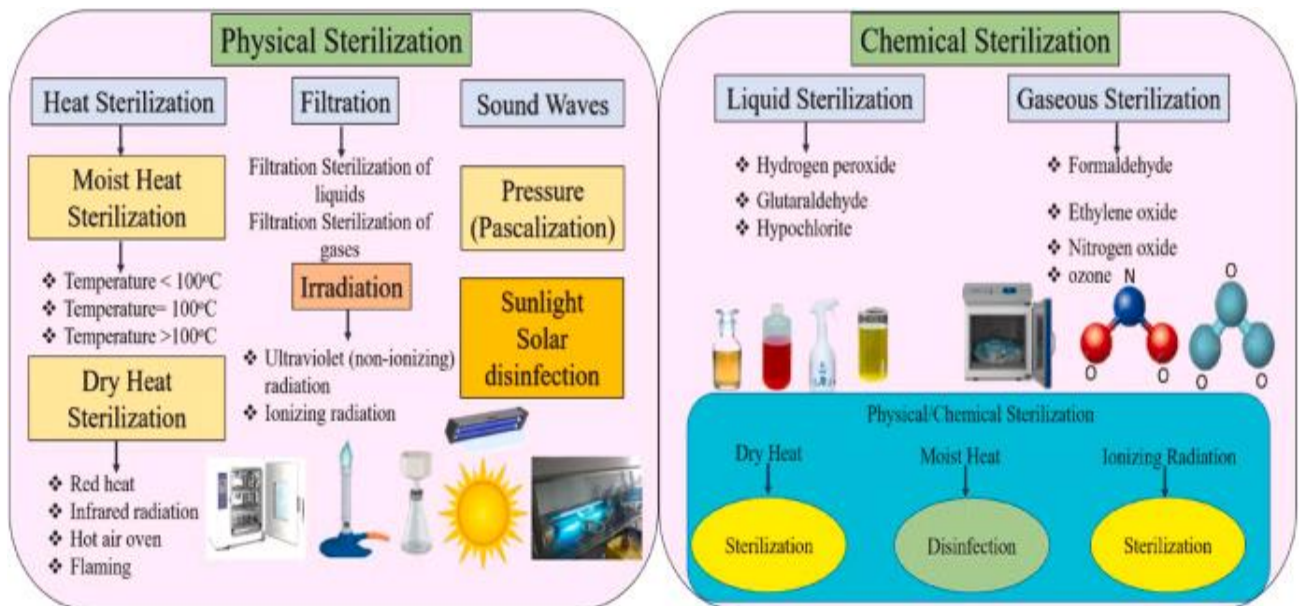 Physical Sterilization
Heat Sterilization
Moist Heat
Sterilization
❖ Temperature < 100ºC
❖ Temperature= 100ºC
❖ Temperature >100ºC
Dry Heat
Sterilization
❖ Red heat
❖ Infrared radiation
❖ Hot air oven
❖ Flaming
Filtration
Filtration Sterilization of
liquids
Filtration Sterilization of
gases
Irradiation
❖ Ultraviolet (non-ionizing)
radiation
❖ Ionizing radiation
Sound Waves
Pressure
(Pascalization)
Sunlight
Solar
disinfection
Chemical Sterilization
Liquid Sterilization
❖ Hydrogen peroxide
❖ Glutaraldehyde
❖ Hypochlorite
Gaseous Sterilization
❖ Formaldehyde
❖ Ethylene oxide
❖ Nitrogen oxide
❖ ozone
N
O
O
O
O
O
Physical/Chemical Sterilization
Dry Heat
Sterilization
Moist Heat
Disinfection
Ionizing Radiation
Sterilization